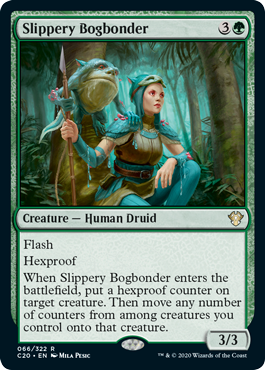 Slippery Bogbonder 3
Creature — Human Druid
Flash
Hexproof
When Slippery Bogbonder enters the
battlefield, put a hexproof counter on
target creature. Then move any number
of counters from among creatures you
control onto that creature.
3/3
066/322 R
C20 • EN MILA PESIC
™ & © 2020 Wizards of the Coast